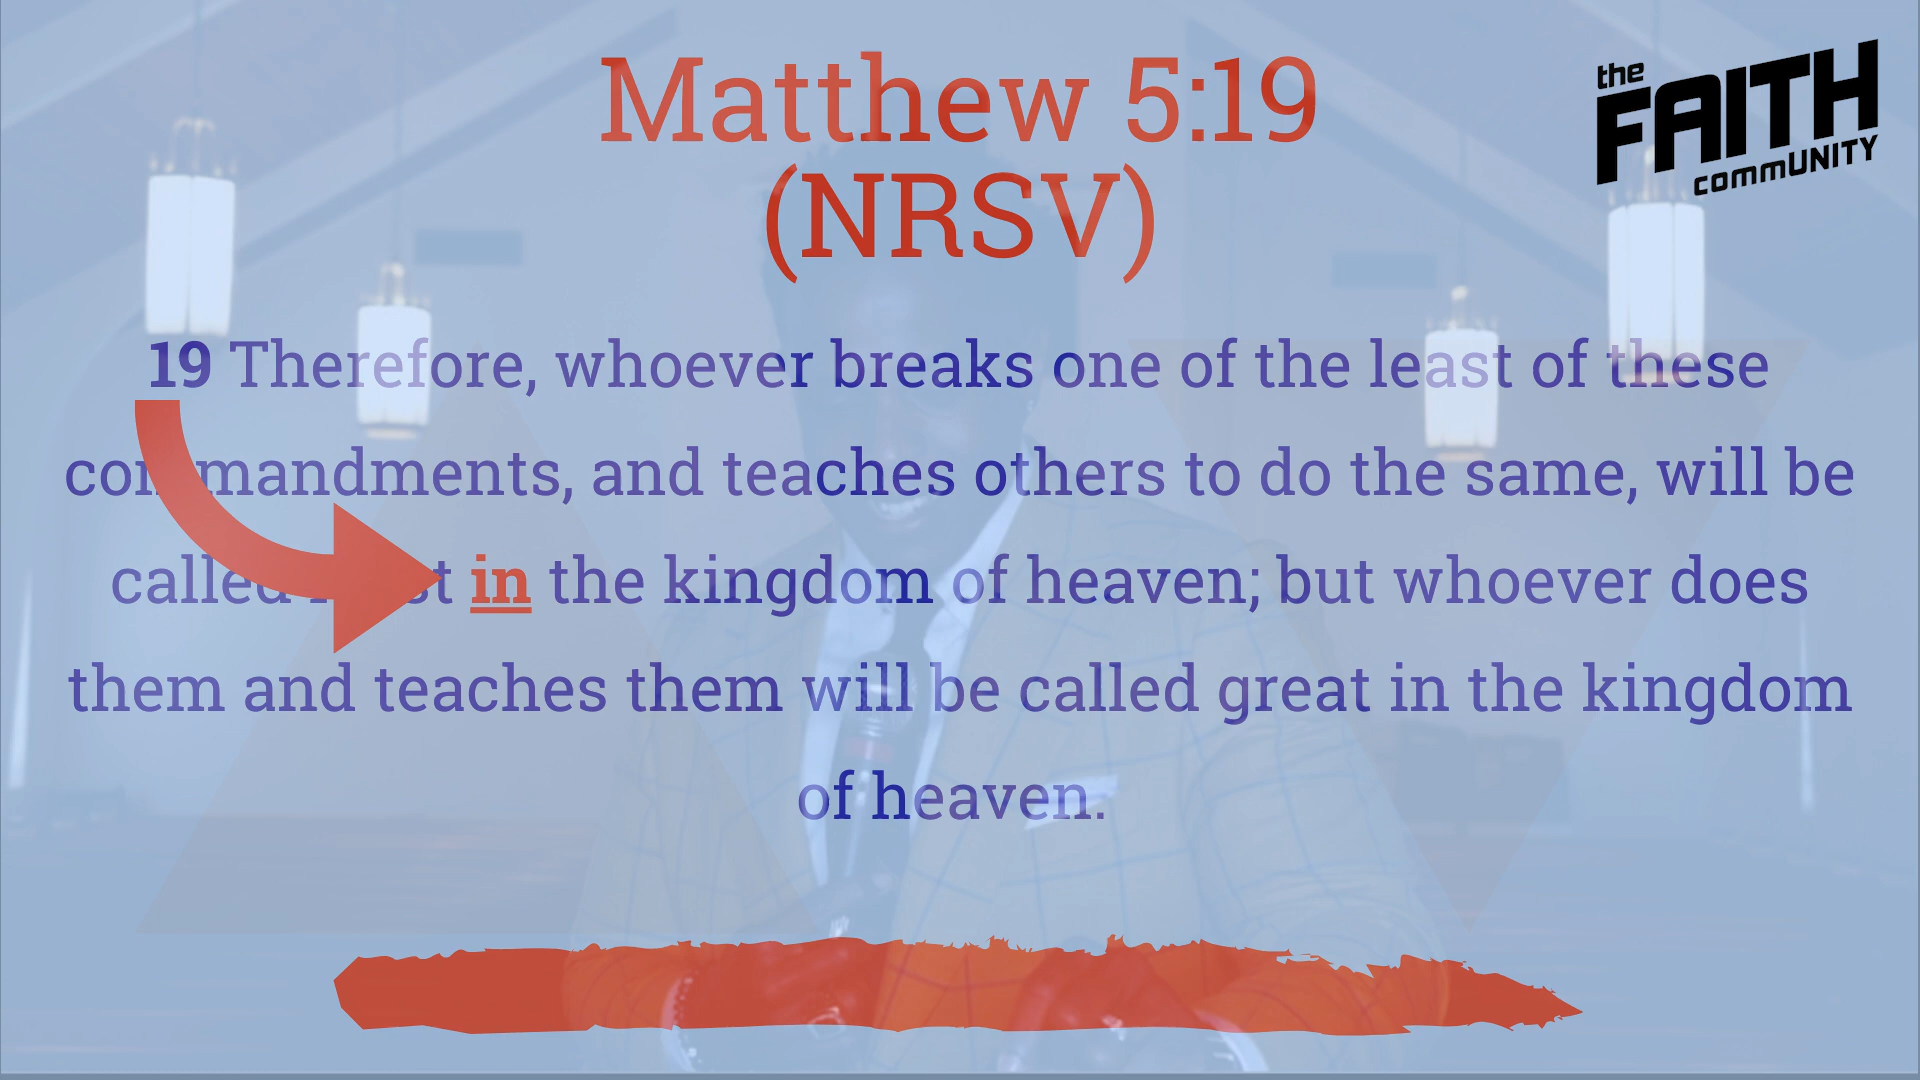 Matthew 5:19
(NRSV)
the
FAITH
commUNITY
19 Therefore, whoever breaks one of the least of these
commandments, and teaches others to do the same, will be
called least in the kingdom of heaven; but whoever does
them and teaches them will be called great in the kingdom
of heaven.